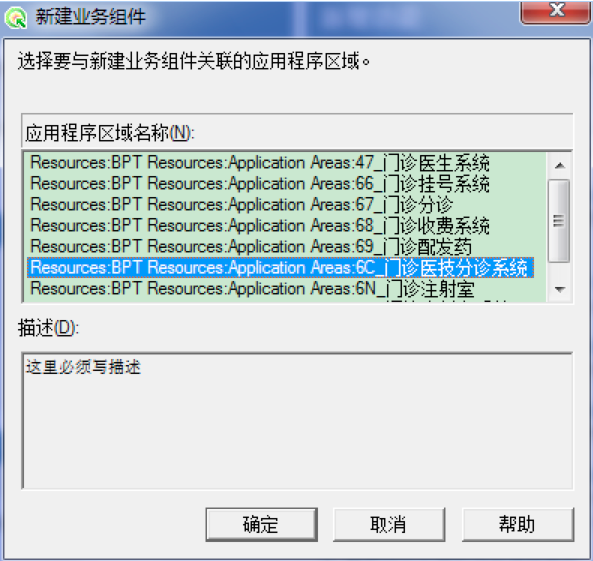 新建业务组件
选择要与新建业务组件关联的应用程序区域。
应用程序区域名称(N):
Resources:BPT Resources:Application Areas:47_门诊医生系统
Resources:BPT Resources:Application Areas:66_门诊挂号系统
Resources:BPT Resources:Application Areas:67_门诊分诊
Resources:BPT Resources:Application Areas:68_门诊收费系统
Resources:BPT Resources:Application Areas:69_门诊配发药
Resources:BPT Resources:Application Areas:6C_门诊医技分诊系统
Resources:BPT Resources:Application Areas:6N_门诊注射室
描述(D):
这里必须写描述
确定
取消
帮助